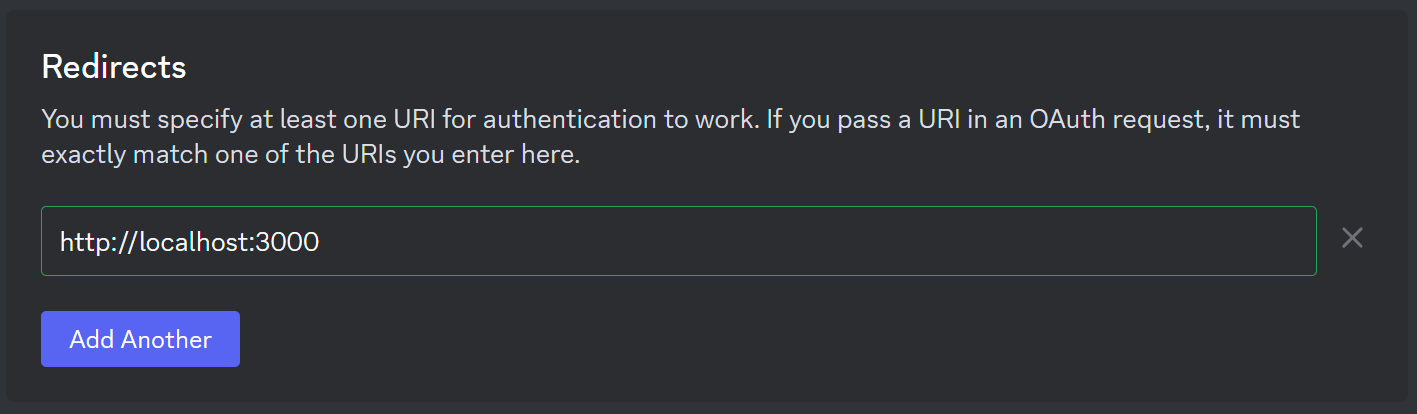 Redirects
You must specify at least one URI for authentication to work. If you pass a URI in an OAuth request, it must
exactly match one of the URIs you enter here.
http://localhost:3000
Add Another